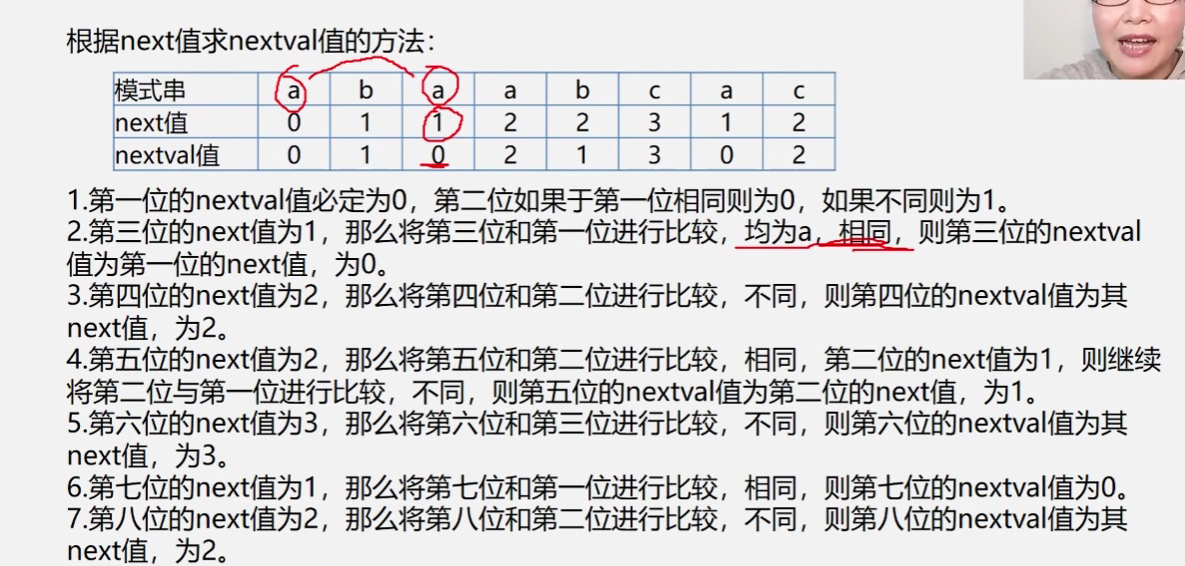 根据next值求nextval值的方法：
模式串 a b a a b c a c
next值 0 1 1 2 2 3 1 2
nextval值 0 1 0 2 1 3 0 2
1.第一位的nextval值必定为0，第二位如果于第一位相同则为0，如果不同则为1。
2.第三位的next值为1，那么将第三位和第一位进行比较，均为a，相同，则第三位的nextval
值为第一位的next值，为0。
3.第四位的next值为2，那么将第四位和第二位进行比较，不同，则第四位的nextval值为其
next值，为2。
4.第五位的next值为2，那么将第五位和第二位进行比较，相同，第二位的next值为1，则继续
将第二位与第一位进行比较，不同，则第五位的nextval值为第二位的next值，为1。
5.第六位的next值为3，那么将第六位和第三位进行比较，不同，则第六位的nextval值为其
next值，为3。
6.第七位的next值为1，那么将第七位和第一位进行比较，相同，则第七位的nextval值为0。
7.第八位的next值为2，那么将第八位和第二位进行比较，不同，则第八位的nextval值为其
next值，为2。